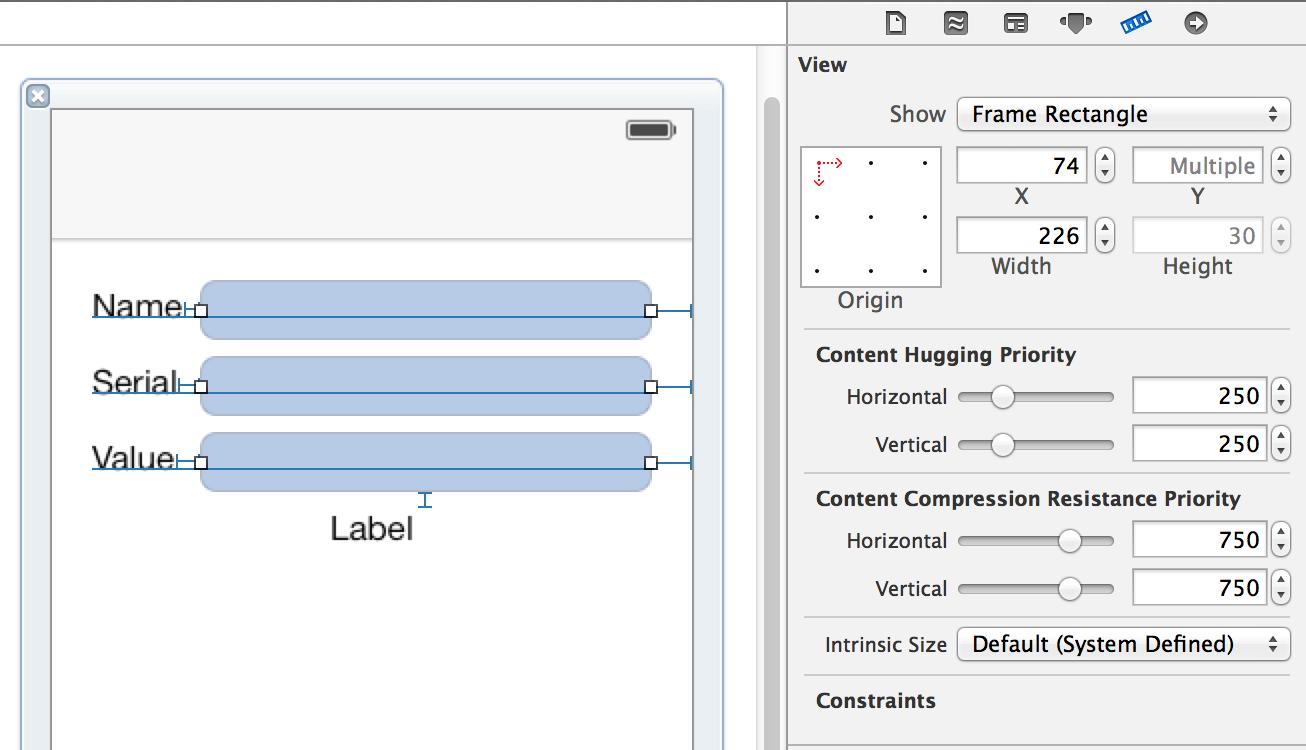 View
Show Frame Rectangle
74 Multiple
X Y
226 30
Width Height
Origin
Name
Serial
Value
Label
Content Hugging Priority
Horizontal 250
Vertical 250
Content Compression Resistance Priority
Horizontal 750
Vertical 750
Intrinsic Size Default (System Defined)
Constraints